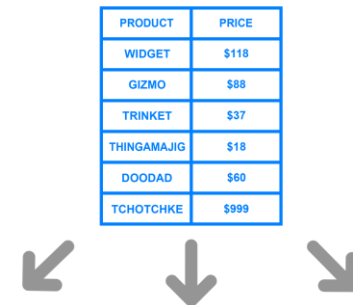 PRODUCT PRICE
WIDGET $118
GIZMO $88
TRINKET $37
THINGAMAJIG $18
DOODAD $60
TCHOTCHKE $999